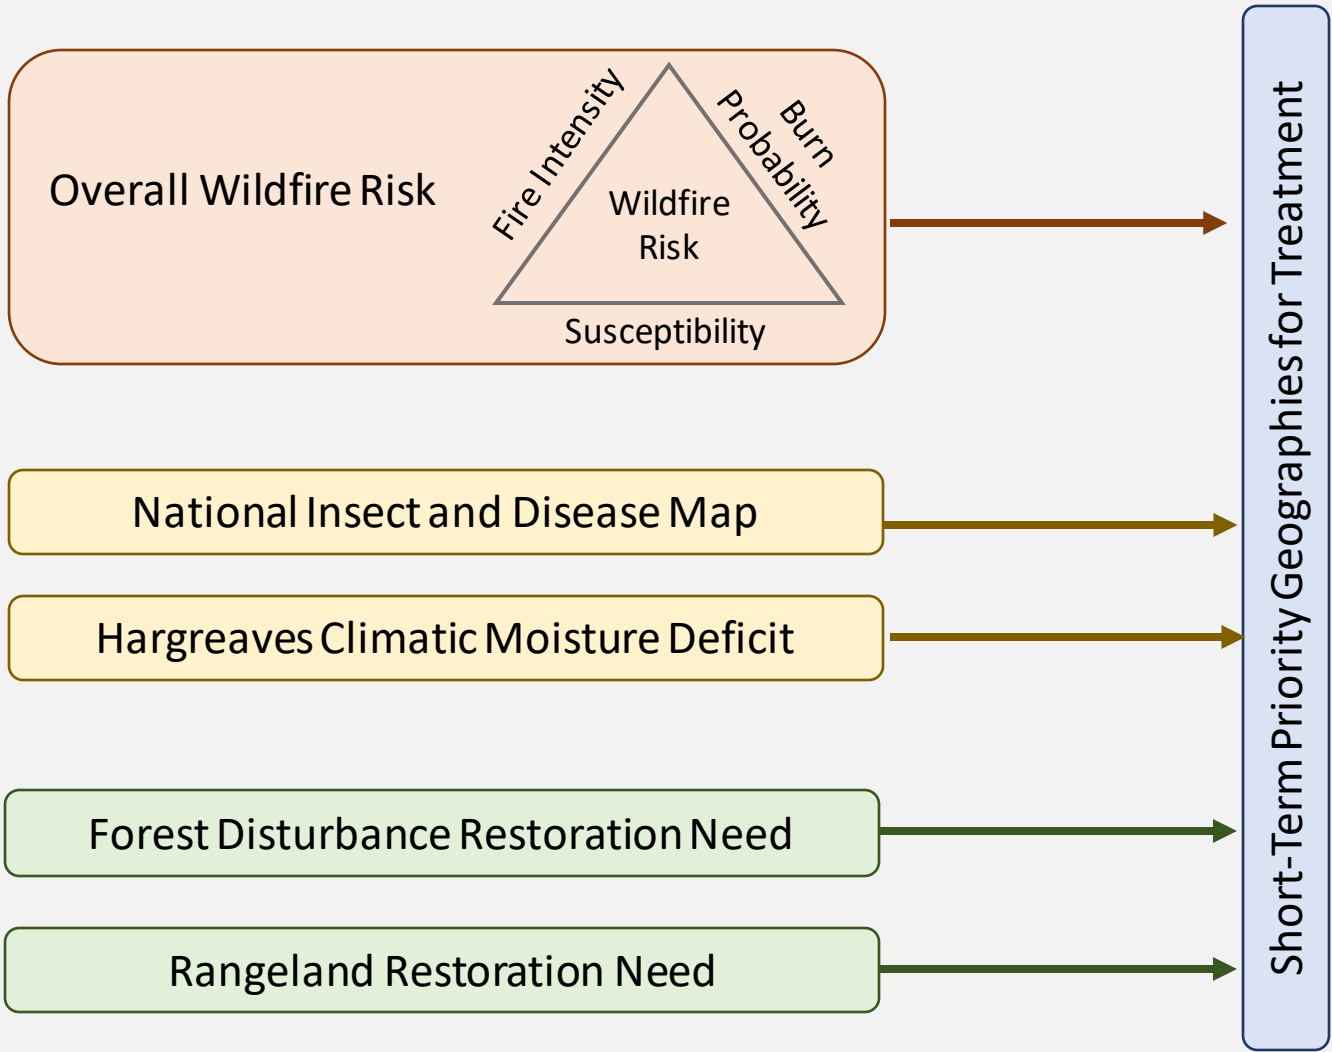 Overall Wildfire Risk
Fire Intensity
Burn
Probability
Wildfire
Risk
Susceptibility
National Insect and Disease Map
Hargreaves Climatic Moisture Deficit
Forest Disturbance Restoration Need
Rangeland Restoration Need
Short-Term Priority Geographies for Treatment